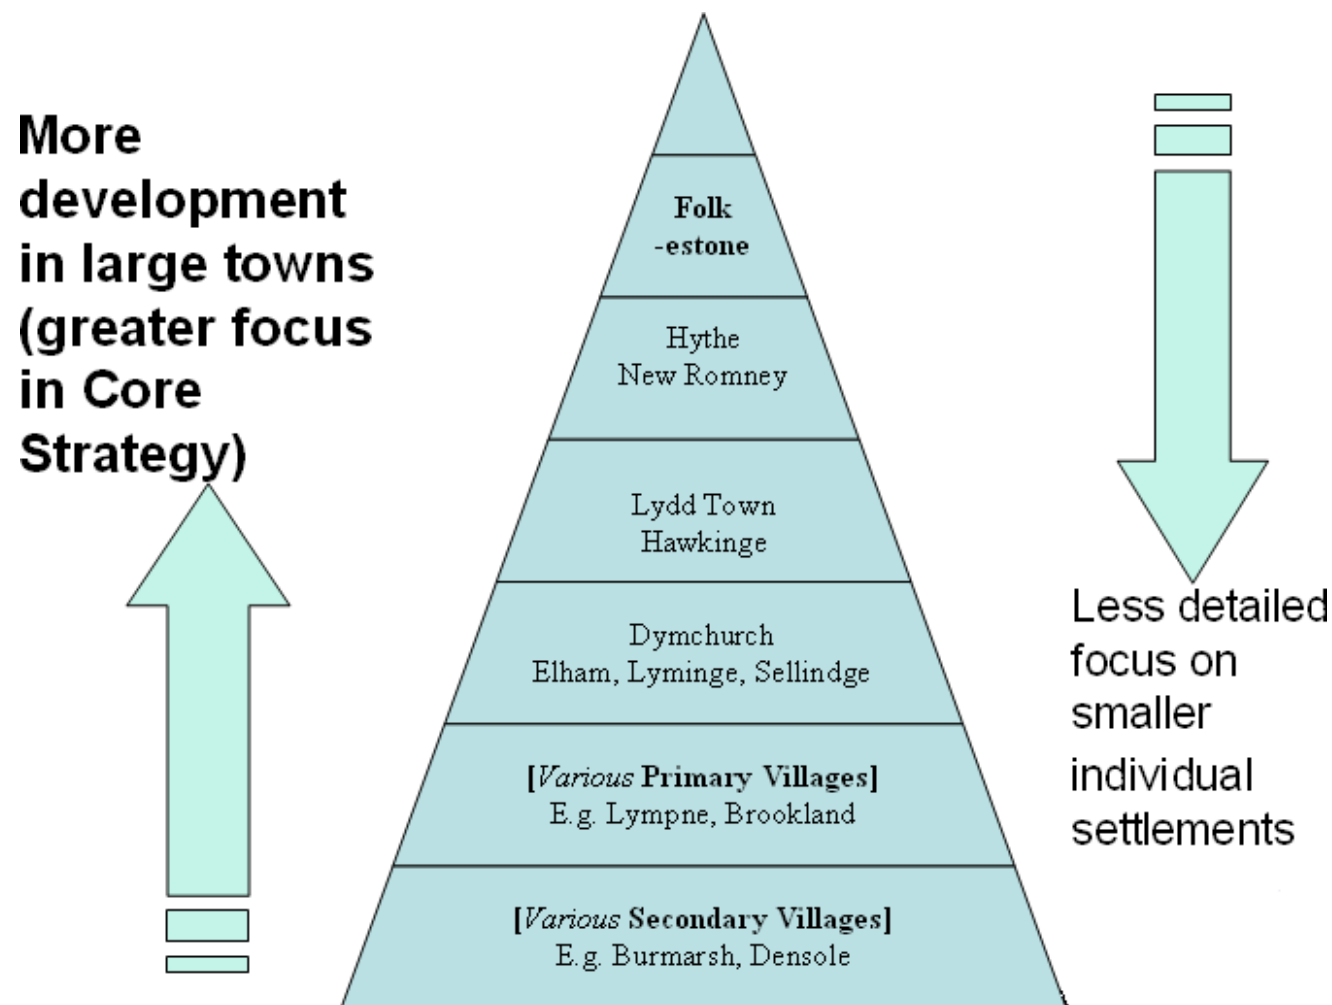 More
development
in large towns
(greater focus
in Core
Strategy)
Folk
-estone
Hythe
New Romney
Lydd Town
Hawkinge
Dymchurch
Elham, Lyminge, Sellindge
[Various Primary Villages]
E.g. Lympne, Brookland
[Various Secondary Villages]
E.g. Burmarsh, Densole
Less detailed
focus on
smaller
individual
settlements